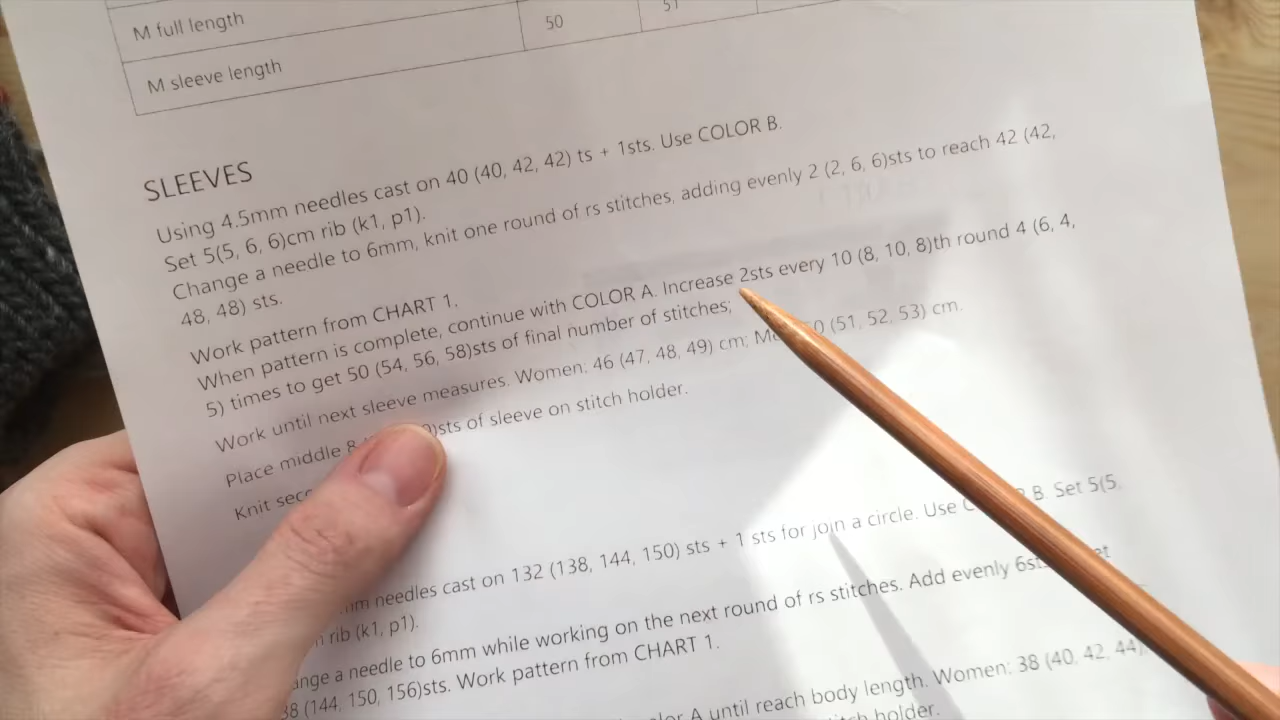 M full length 50 51
M sleeve length
SLEEVES
Using 4.5mm needles cast on 40 (40, 42, 42) ts + 1sts. Use COLOR B.
Set 5(5, 6, 6)cm rib (k1, p1).
Change a needle to 6mm, knit one round of rs stitches, adding evenly 2 (2, 6, 6)sts to reach 42 (42,
48, 48) sts.
Work pattern from CHART 1.
When pattern is complete, continue with COLOR A. Increase 2sts every 10 (8, 10, 8)th round 4 (6, 4,
5) times to get 50 (54, 56, 58)sts of final number of stitches;
Work until next sleeve measures. Women: 46 (47, 48, 49) cm; (51, 52, 53) cm.
Place middle 8 sts of sleeve on stitch holder.
Knit
needles cast on 132 (138, 144, 150) sts + 1 sts for join a circle. Use B. Set 5(5,
rib (k1, p1).
a needle to 6mm while working on the next round of rs stitches. Add evenly
(144, 150, 156)sts. Work pattern from CHART 1.
A until reach body length. Women: 38 (40, 42, 44)
holder.